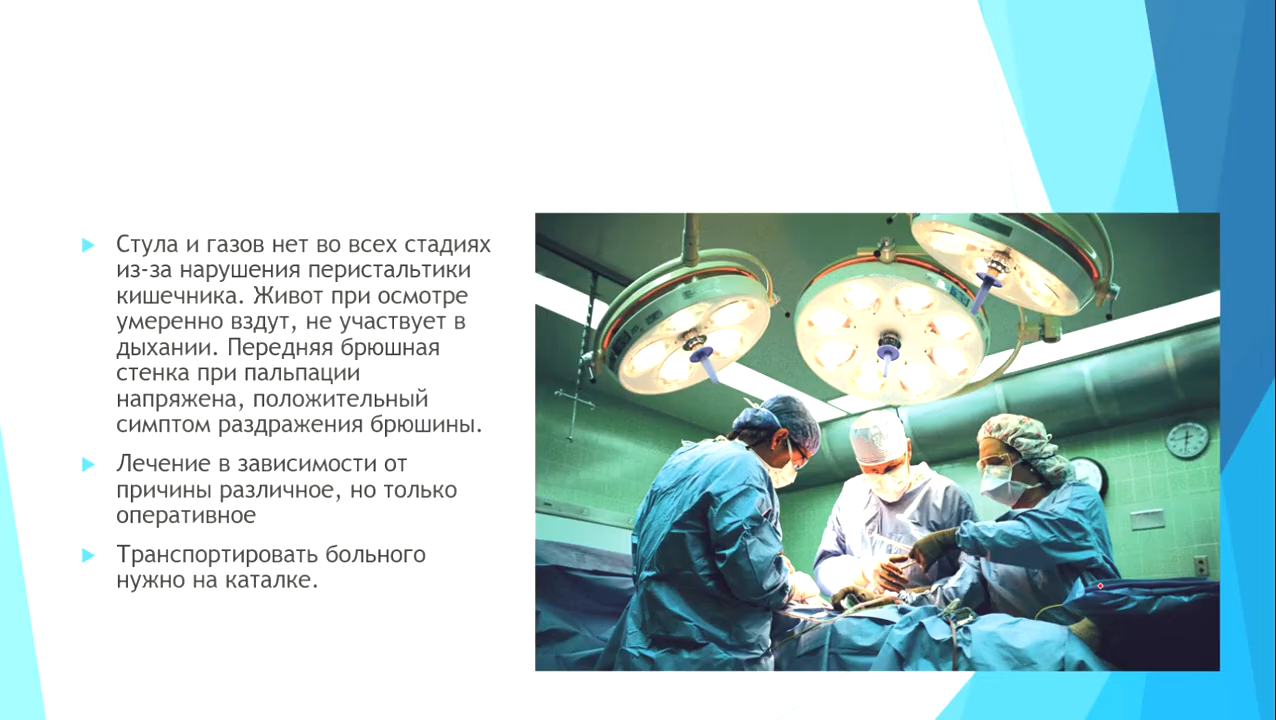 Стула и газов нет во всех стадиях
из-за нарушения перистальтики
кишечника. Живот при осмотре
умеренно вздут, не участвует в
дыхании. Передняя брюшная
стенка при пальпации
напряжена, положительный
симптом раздражения брюшины.
Лечение в зависимости от
причины различное, но только
оперативное
Транспортировать больного
нужно на каталке.